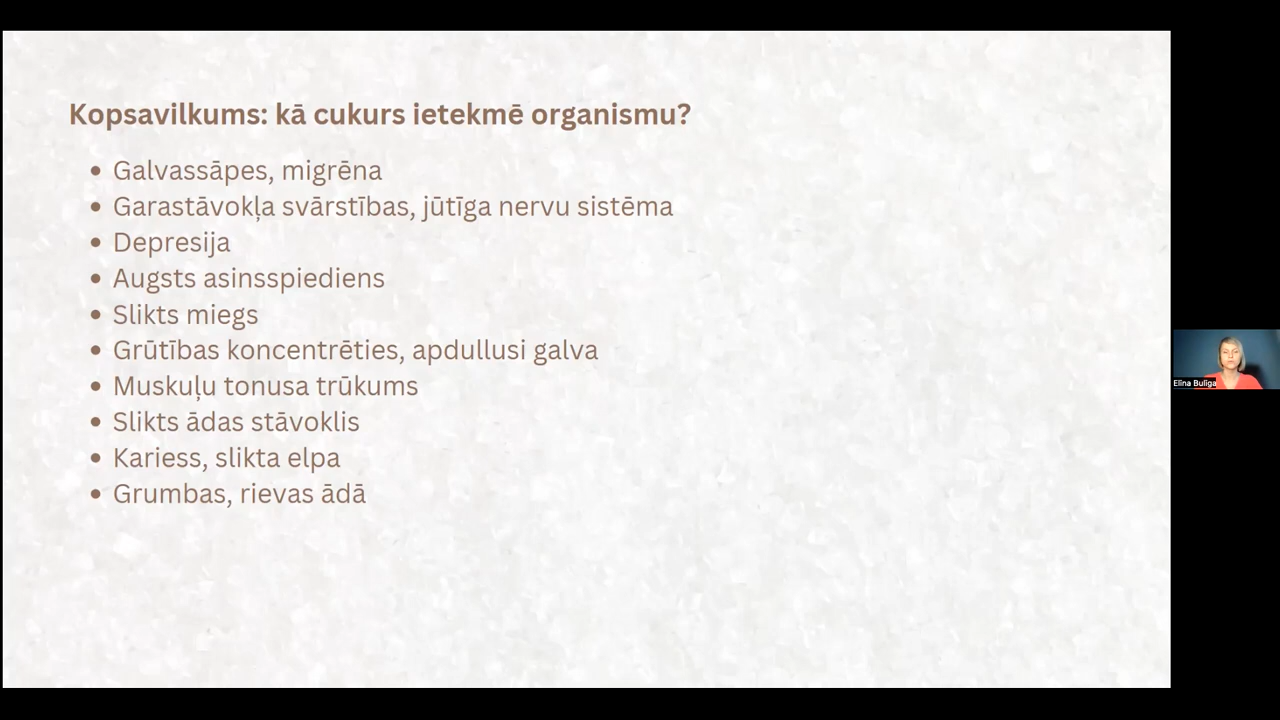 Kopsavilkums: kā cukurs ietekmē organismu?
• Galvassāpes, migrēna
• Garastāvokļa svārstības, jūtīga nervu sistēma
• Depresija
• Augsts asinsspiediens
• Slikts miegs
• Grūtības koncentrēties, apdullusi galva
• Muskuļu tonusa trūkums
• Slikts ādas stāvoklis
• Kariess, slikta elpa
• Grumbas, rievas ādā
Elīna Buliga